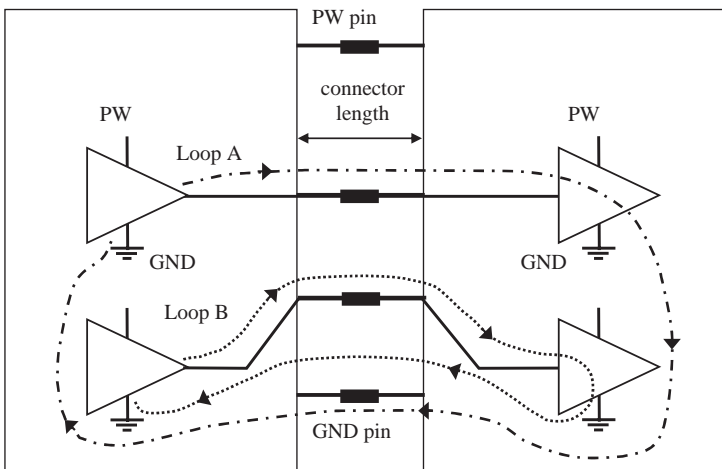 PW pin
connector
length
PW
PW
Loop A
GND
GND
Loop B
GND pin